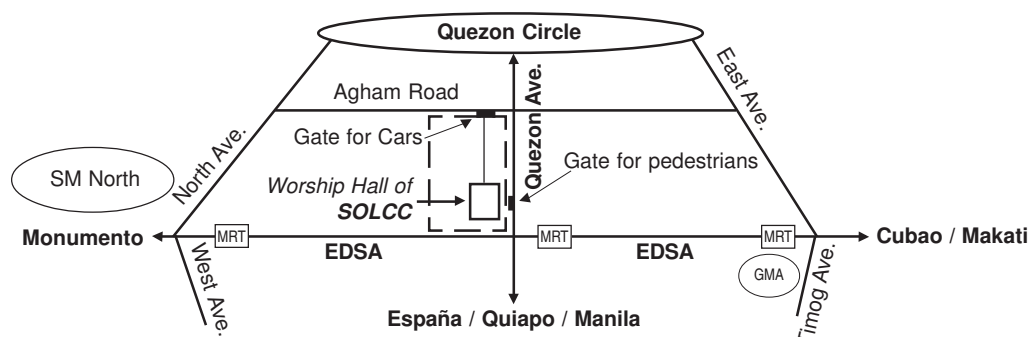 Quezon Circle
Agham Road
Quezon Ave.
East Ave.
Gate for Cars
Gate for pedestrians
North Ave.
SM North
Worship Hall of
SOLCC
Monumento
MRT
MRT
MRT
Cubao / Makati
EDSA
EDSA
West Ave.
GMA
Timog Ave.
España / Quiapo / Manila